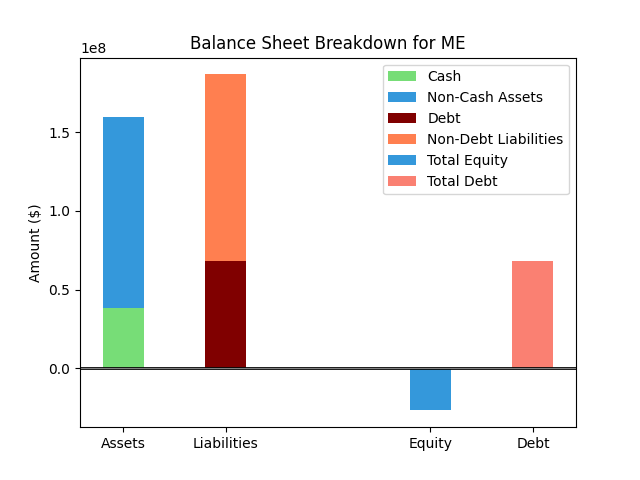 Balance Sheet Breakdown for ME
1e8
Cash
Non-Cash Assets
Debt
Non-Debt Liabilities
Total Equity
Total Debt
1.5
1.0
0.5
0.0
Amount ($)
Assets Liabilities Equity Debt